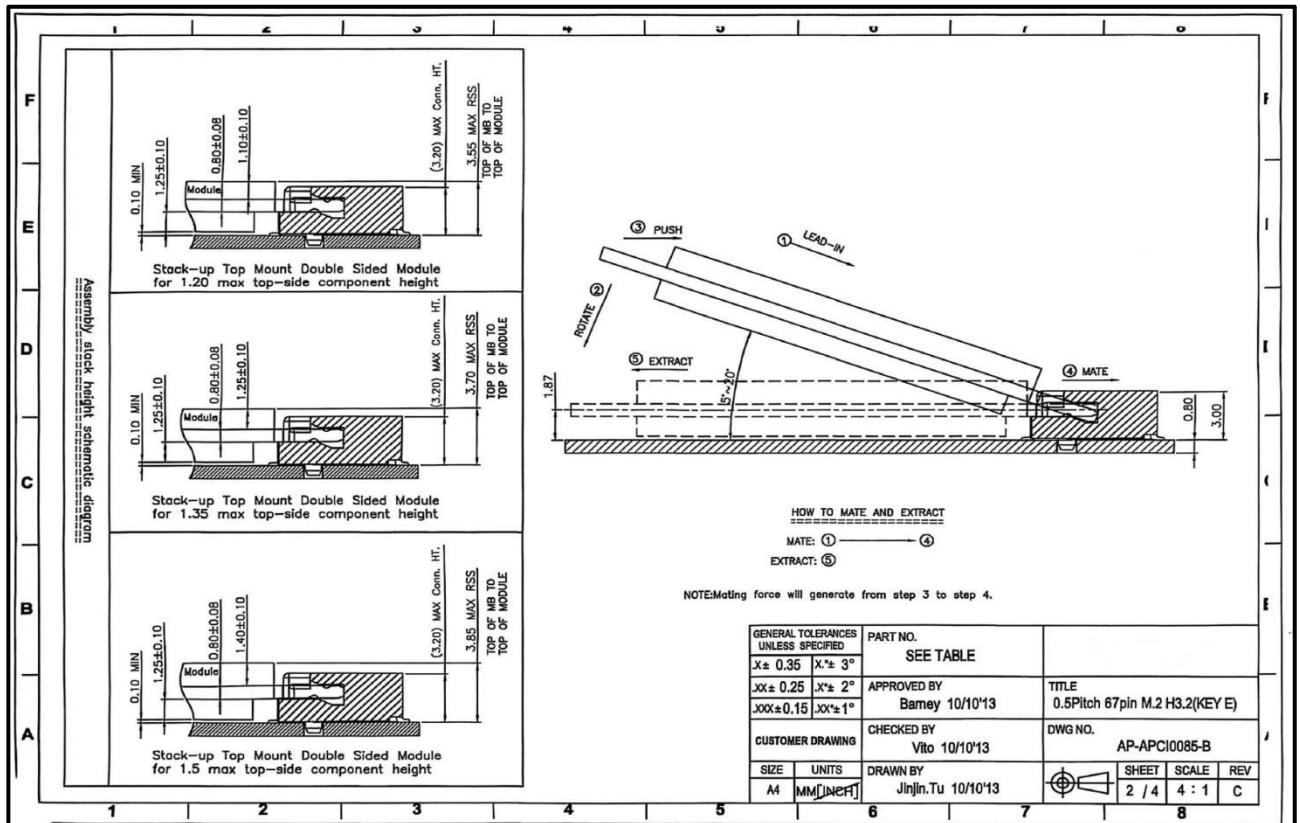 1 2 3 4 5 6 7 8
F
E
D
C
B
A
Assembly stack height schematic diagram
0.10 MIN
1.25±0.10
0.80±0.08
1.10±0.10
(3.20) MAX Conn. HT.
3.55 MAX RSS
TOP OF MB TO
TOP OF MODULE
Module
Stack-up Top Mount Double Sided Module
for 1.20 max top-side component height
0.10 MIN
1.25±0.10
0.80±0.08
1.25±0.10
(3.20) MAX Conn. HT.
3.70 MAX RSS
TOP OF MB TO
TOP OF MODULE
Module
Stack-up Top Mount Double Sided Module
for 1.35 max top-side component height
0.10 MIN
1.25±0.10
0.80±0.08
1.40±0.10
(3.20) MAX Conn. HT.
3.85 MAX RSS
TOP OF MB TO
TOP OF MODULE
Module
Stack-up Top Mount Double Sided Module
for 1.5 max top-side component height
③ PUSH
① LEAD-IN
② ROTATE
⑤ EXTRACT
④ MATE
1.87
5°~20°
0.80
3.00
HOW TO MATE AND EXTRACT
MATE: ① ④
EXTRACT: ⑤
NOTE:Mating force will generate from step 3 to step 4.
GENERAL TOLERANCES
UNLESS SPECIFIED
.X± 0.35 X.°± 3°
.XX± 0.25 .X°± 2°
.XXX±0.15 .XX°±1°
CUSTOMER DRAWING
SIZE UNITS
A4 MM[INCH]
PART NO.
SEE TABLE
APPROVED BY
Barney 10/10'13
CHECKED BY
Vito 10/10'13
DRAWN BY
Jinjin.Tu 10/10'13
TITLE
0.5Pitch 67pin M.2 H3.2(KEY E)
DWG NO.
AP-APCI0085-B
SHEET SCALE REV
2 / 4 4 : 1 C
1 2 3 4 5 6 7 8